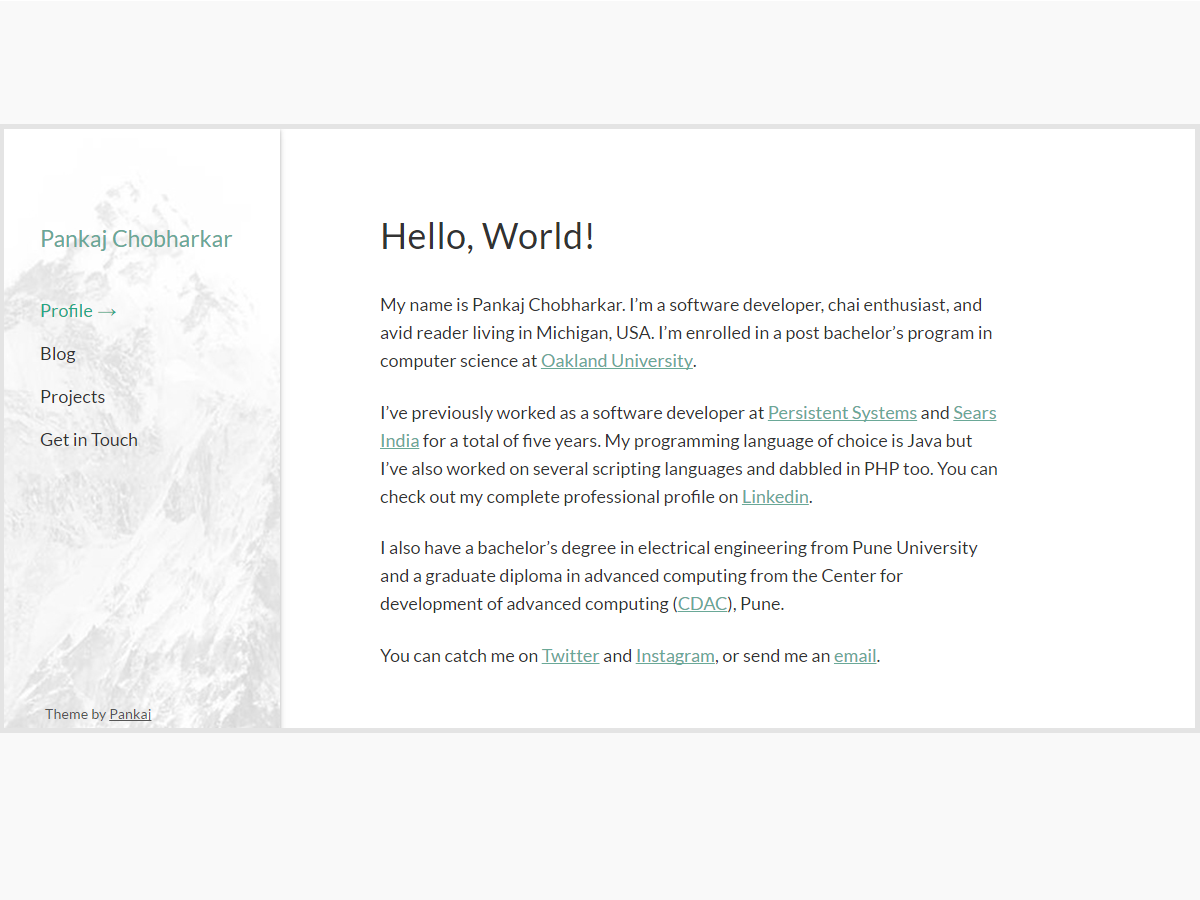 Pankaj Chobharkar
Profile →
Blog
Projects
Get in Touch
Theme by Pankaj
Hello, World!
My name is Pankaj Chobharkar. I’m a software developer, chai enthusiast, and
avid reader living in Michigan, USA. I’m enrolled in a post bachelor’s program in
computer science at Oakland University.
I’ve previously worked as a software developer at Persistent Systems and Sears
India for a total of five years. My programming language of choice is Java but
I’ve also worked on several scripting languages and dabbled in PHP too. You can
check out my complete professional profile on Linkedin.
I also have a bachelor’s degree in electrical engineering from Pune University
and a graduate diploma in advanced computing from the Center for
development of advanced computing (CDAC), Pune.
You can catch me on Twitter and Instagram, or send me an email.